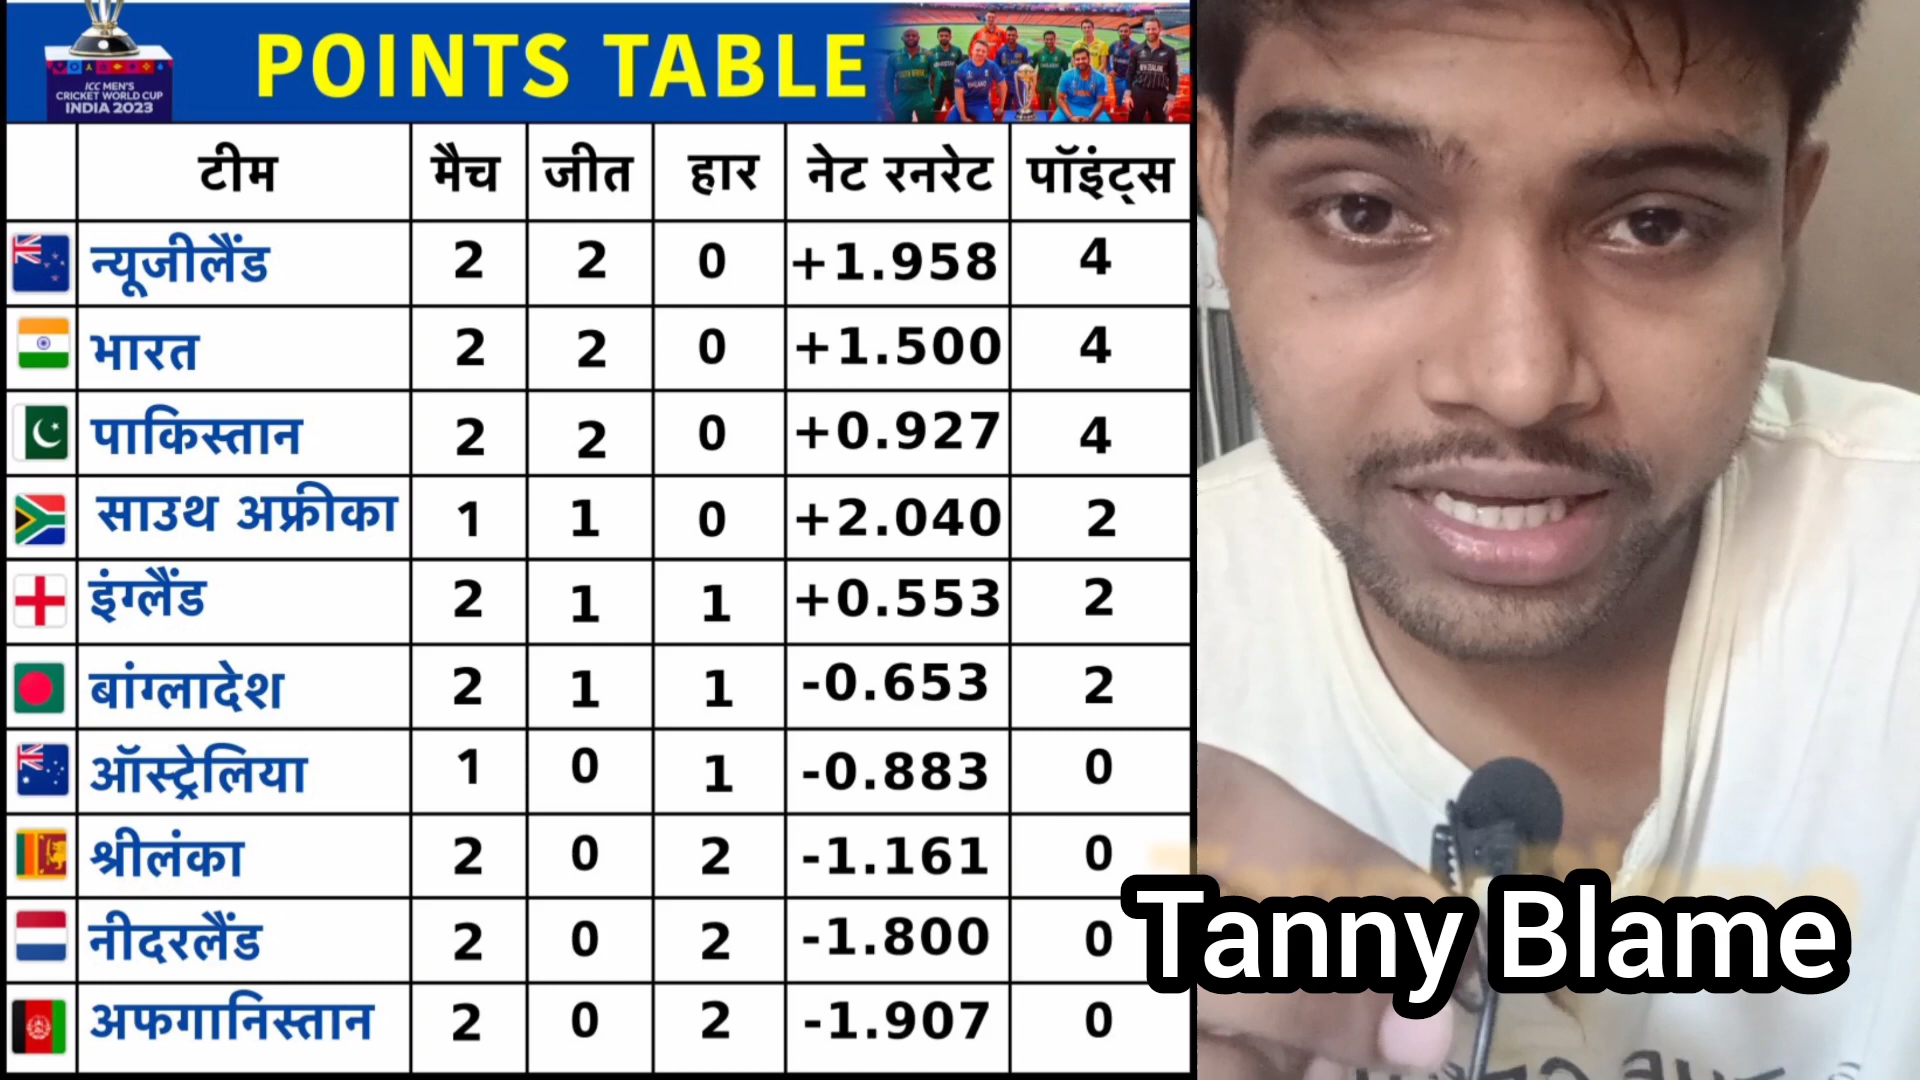 POINTS TABLE
ICC MEN'S
CRICKET WORLD CUP
INDIA 2023
टीम मैच जीत हार नेट रनरेट पॉइंट्स
न्यूजीलैंड 2 2 0 +1.958 4
भारत 2 2 0 +1.500 4
पाकिस्तान 2 2 0 +0.927 4
साउथ अफ्रीका 1 1 0 +2.040 2
इंग्लैंड 2 1 1 +0.553 2
बांग्लादेश 2 1 1 -0.653 2
ऑस्ट्रेलिया 1 0 1 -0.883 0
श्रीलंका 2 0 2 -1.161 0
नीदरलैंड 2 0 2 -1.800 0
अफगानिस्तान 2 0 2 -1.907 0
Tanny Blame